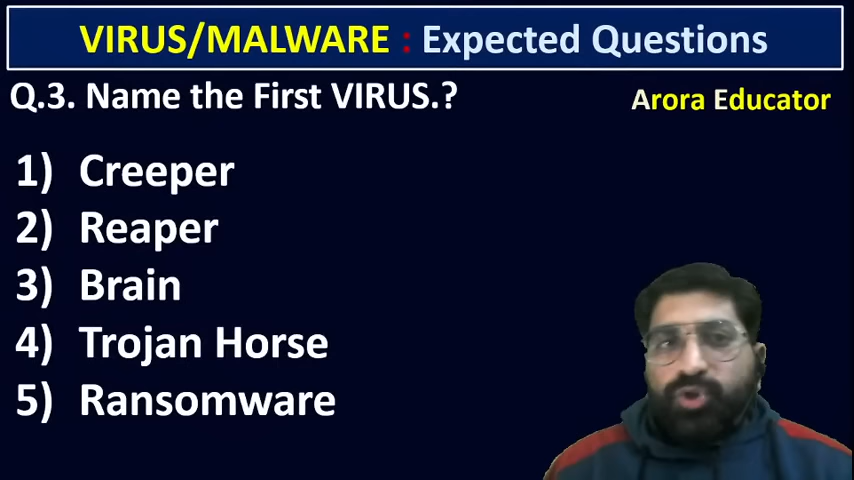 VIRUS/MALWARE : Expected Questions
Q.3. Name the First VIRUS.?
Arora Educator
1) Creeper
2) Reaper
3) Brain
4) Trojan Horse
5) Ransomware